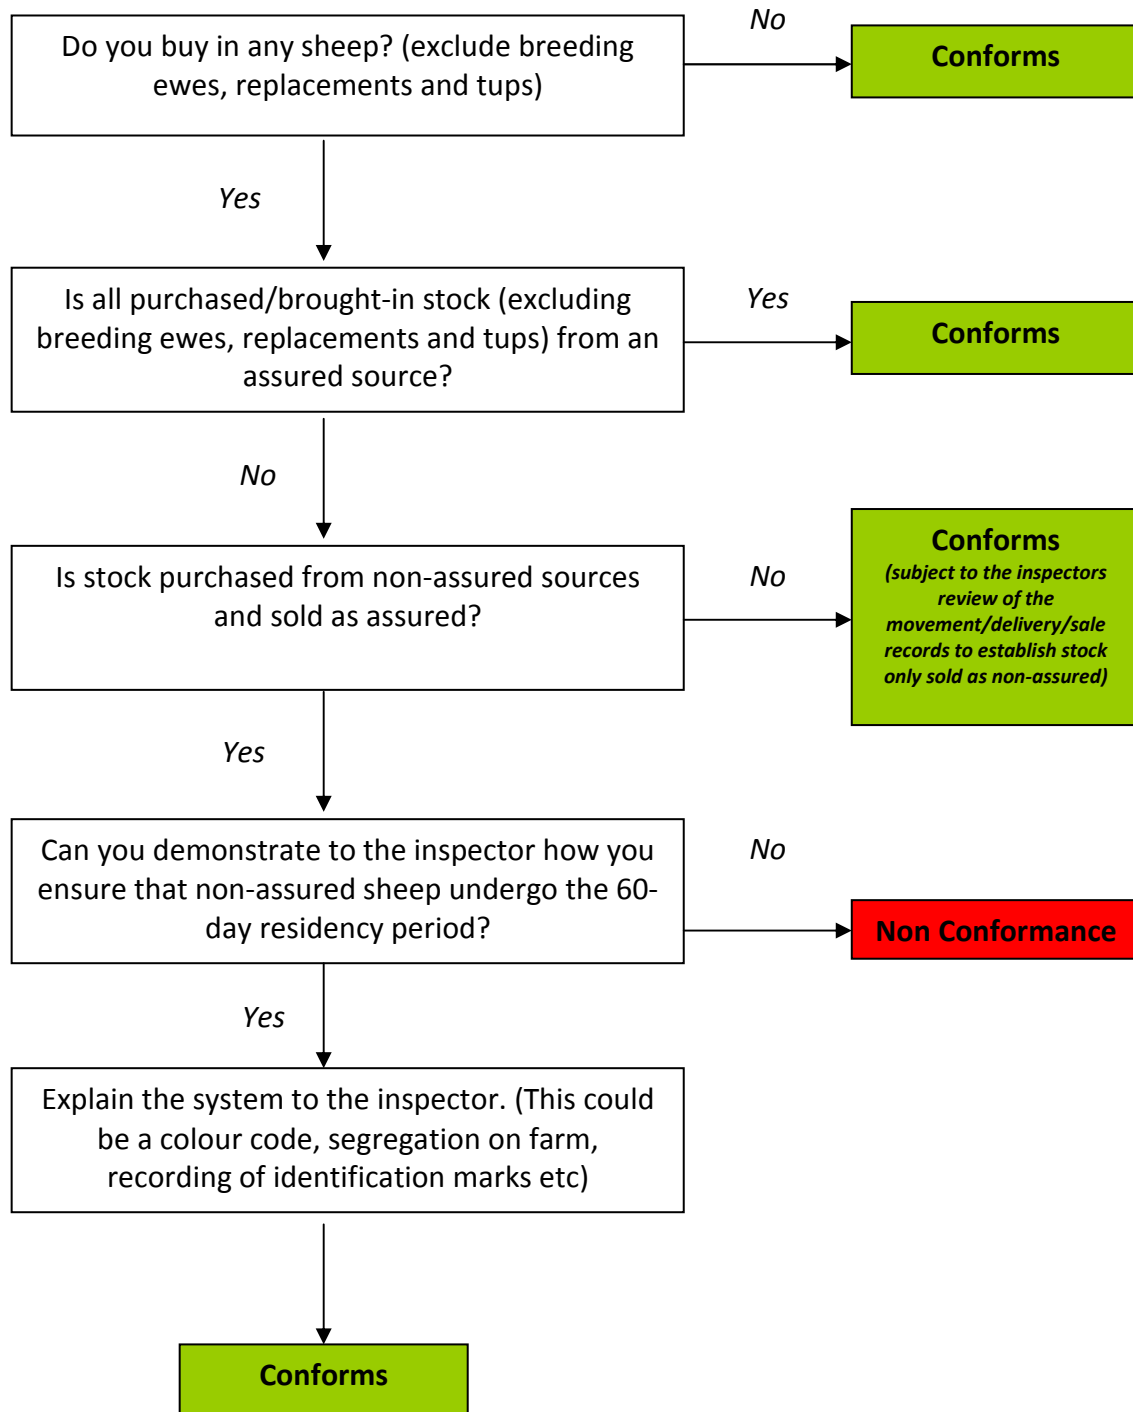 Do you buy in any sheep? (exclude breeding
ewes, replacements and tups)
No
Conforms
Yes
Is all purchased/brought-in stock (excluding
breeding ewes, replacements and tups) from an
assured source?
Yes
Conforms
No
Is stock purchased from non-assured sources
and sold as assured?
No
Conforms
(subject to the inspectors
review of the
movement/delivery/sale
records to establish stock
only sold as non-assured)
Yes
Can you demonstrate to the inspector how you
ensure that non-assured sheep undergo the 60-
day residency period?
No
Non Conformance
Yes
Explain the system to the inspector. (This could
be a colour code, segregation on farm,
recording of identification marks etc)
Conforms